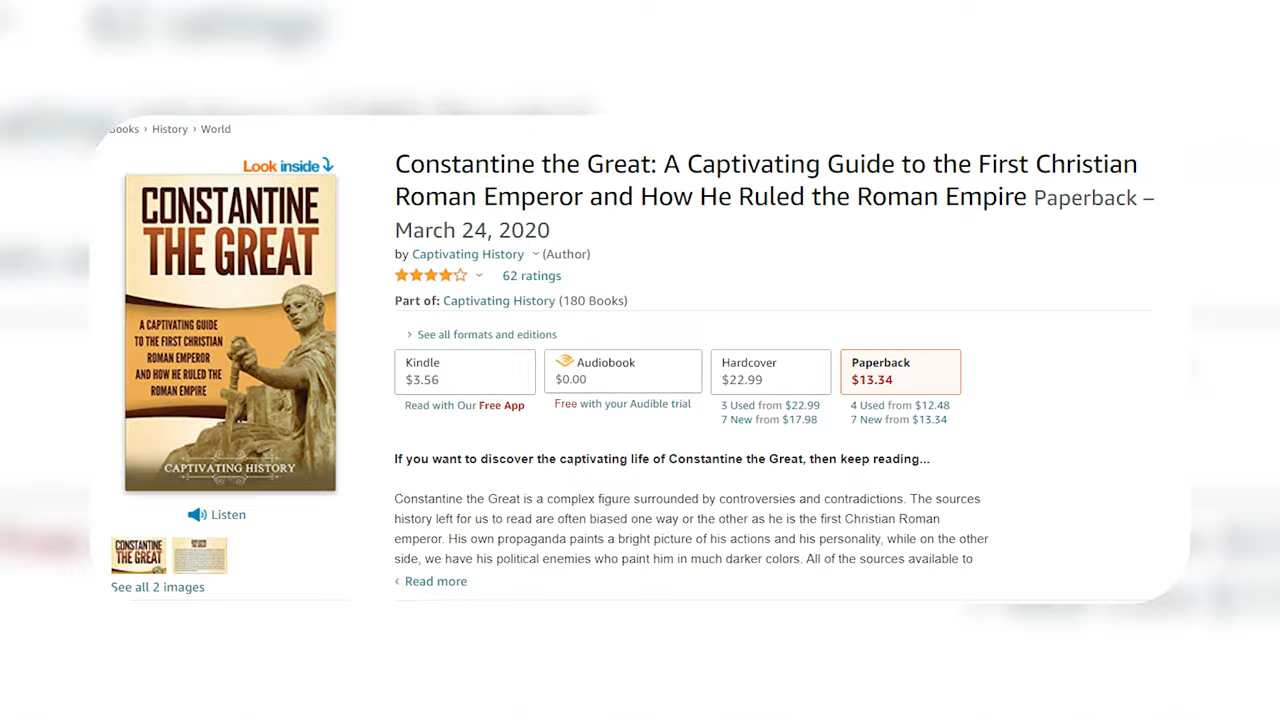 62 ratings
Books › History › World
Look inside
CONSTANTINE
THE GREAT
A CAPTIVATING GUIDE
TO THE FIRST CHRISTIAN
ROMAN EMPEROR
AND HOW HE RULED THE
ROMAN EMPIRE
CAPTIVATING HISTORY
Listen
CONSTANTINE
THE GREAT
See all 2 images
Constantine the Great: A Captivating Guide to the First Christian
Roman Emperor and How He Ruled the Roman Empire Paperback –
March 24, 2020
by Captivating History (Author)
62 ratings
Part of: Captivating History (180 Books)
› See all formats and editions
Kindle
$3.56
Read with Our Free App
Audiobook
$0.00
Free with your Audible trial
Hardcover
$22.99
3 Used from $22.99
7 New from $17.98
Paperback
$13.34
4 Used from $12.48
7 New from $13.34
If you want to discover the captivating life of Constantine the Great, then keep reading...
Constantine the Great is a complex figure surrounded by controversies and contradictions. The sources
history left for us to read are often biased one way or the other as he is the first Christian Roman
emperor. His own propaganda paints a bright picture of his actions and his personality, while on the other
side, we have his political enemies who paint him in much darker colors. All of the sources available to
‹ Read more